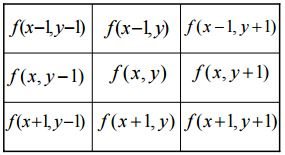 f(x−1,y−1) f(x−1,y) f(x−1,y+1)
f(x,y−1) f(x,y) f(x,y+1)
f(x+1,y−1) f(x+1,y) f(x+1,y+1)